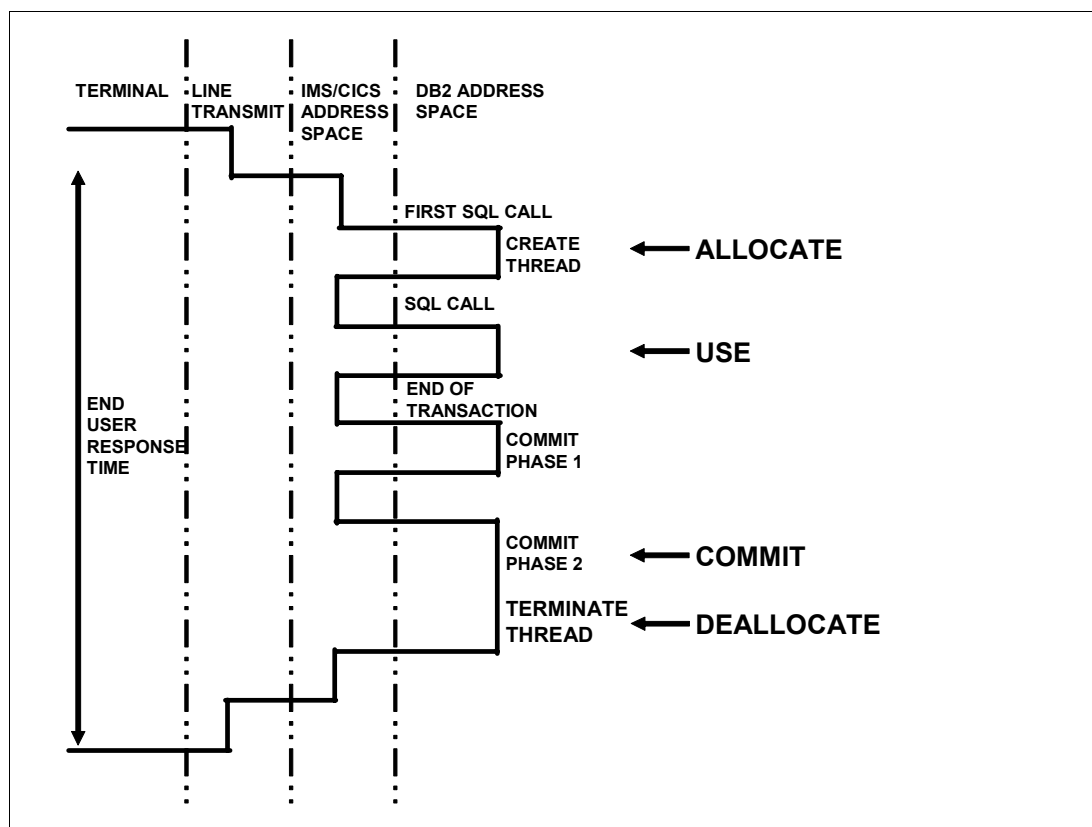 TERMINAL
LINE
TRANSMIT
IMS/CICS
ADDRESS
SPACE
DB2 ADDRESS
SPACE
FIRST SQL CALL
CREATE
THREAD
ALLOCATE
SQL CALL
USE
END OF
TRANSACTION
END
USER
RESPONSE
TIME
COMMIT
PHASE 1
COMMIT
PHASE 2
COMMIT
TERMINATE
THREAD
DEALLOCATE